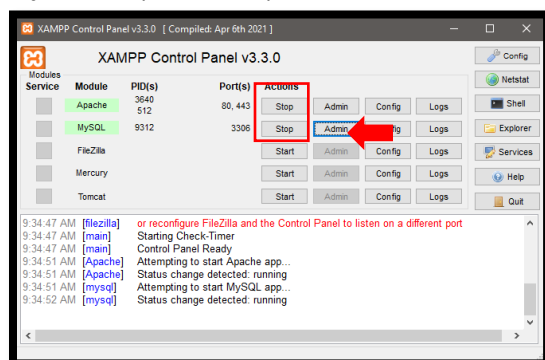 XAMPP Control Panel v3.3.0 [ Compiled: Apr 6th 2021 ]
XAMPP Control Panel v3.3.0
Config
Modules
Service Module PID(s) Port(s) Actions
Netstat
Apache 3640 512 80, 443 Stop Admin Config Logs
Shell
MySQL 9312 3306 Stop Admin Logs
Explorer
FileZilla Start Admin Config Logs
Services
Mercury Start Admin Config Logs
Help
Tomcat Start Admin Config Logs
Quit
9:34:47 AM [filezilla] or reconfigure FileZilla and the Control Panel to listen on a different port
9:34:47 AM [main] Starting Check-Timer
9:34:47 AM [main] Control Panel Ready
9:34:51 AM [Apache] Attempting to start Apache app...
9:34:51 AM [Apache] Status change detected: running
9:34:51 AM [mysql] Attempting to start MySQL app...
9:34:52 AM [mysql] Status change detected: running